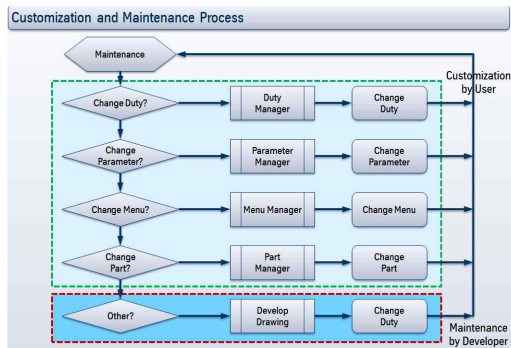 Customization and Maintenance Process
Maintenance
Customization
by User
Change Duty?
Duty
Manager
Change
Duty
Change
Parameter?
Parameter
Manager
Change
Parameter
Change Menu?
Menu Manager
Change Menu
Change
Part?
Part
Manager
Change
Part
Other?
Develop
Drawing
Change
Duty
Maintenance
by Developer